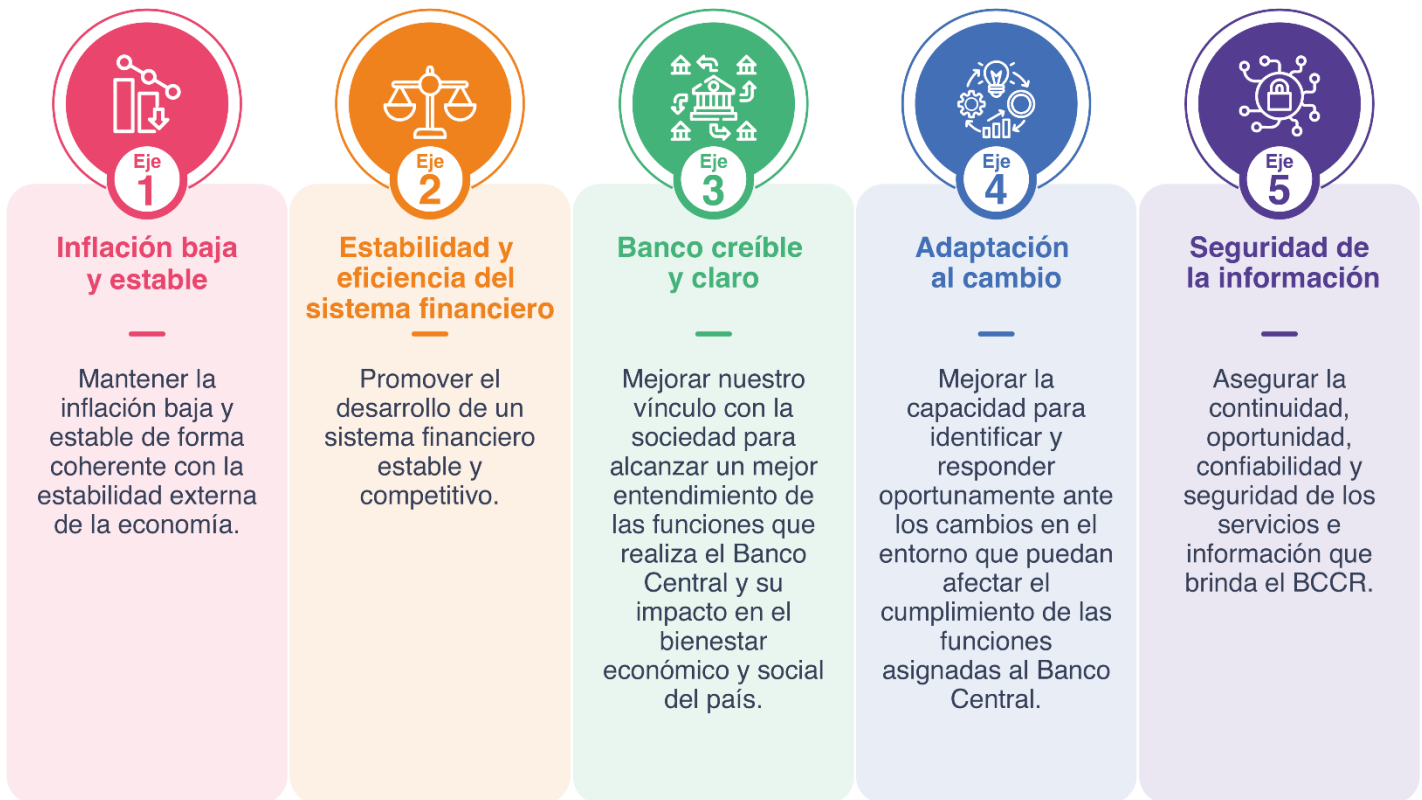 Eje
1
Inflación baja
y estable
Mantener la
inflación baja y
estable de forma
coherente con la
estabilidad externa
de la economía.
Eje
2
Estabilidad y
eficiencia del
sistema financiero
Promover el
desarrollo de un
sistema financiero
estable y
competitivo.
Eje
3
Banco creíble
y claro
Mejorar nuestro
vínculo con la
sociedad para
alcanzar un mejor
entendimiento de
las funciones que
realiza el Banco
Central y su
impacto en el
bienestar
económico y social
del país.
Eje
4
Adaptación
al cambio
Mejorar la
capacidad para
identificar y
responder
oportunamente ante
los cambios en el
entorno que puedan
afectar el
cumplimiento de las
funciones
asignadas al Banco
Central.
Eje
5
Seguridad de
la información
Asegurar la
continuidad,
oportunidad,
confiabilidad y
seguridad de los
servicios e
información que
brinda el BCCR.